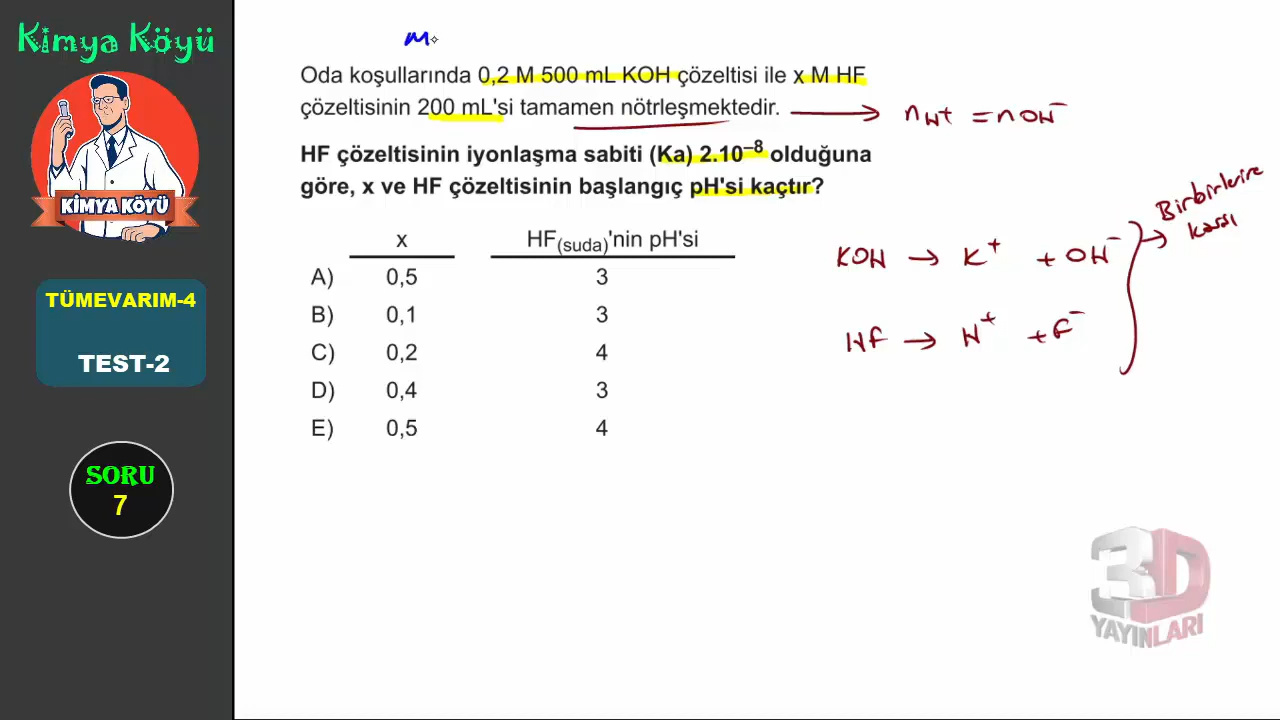 Kimya Köyü
KİMYA KÖYÜ
TÜMEVARIM-4
TEST-2
SORU
7
M
Oda koşullarında 0,2 M 500 mL KOH çözeltisi ile x M HF
çözeltisinin 200 mL'si tamamen nötrleşmektedir.
nH+ = nOH−
HF çözeltisinin iyonlaşma sabiti (Ka) 2.10⁻⁸ olduğuna
göre, x ve HF çözeltisinin başlangıç pH'si kaçtır?
x HF(suda)'nin pH'si
A) 0,5 3
B) 0,1 3
C) 0,2 4
D) 0,4 3
E) 0,5 4
KOH → K⁺ + OH⁻
HF → H⁺ + F⁻
Birbirlerine
karşı
3D
YAYINLARI